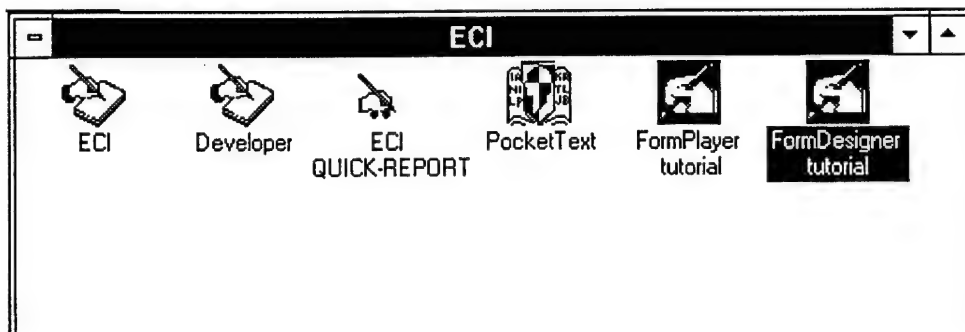 ECI
ECI
Developer
ECI
QUICK-REPORT
PocketText
FormPlayer
tutorial
FormDesigner
tutorial